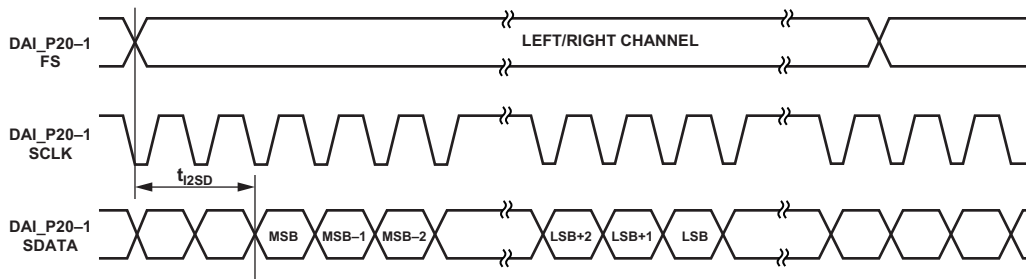 DAI_P20–1
FS
LEFT/RIGHT CHANNEL
DAI_P20–1
SCLK
tI2SD
DAI_P20–1
SDATA
MSB
MSB–1
MSB–2
LSB+2
LSB+1
LSB